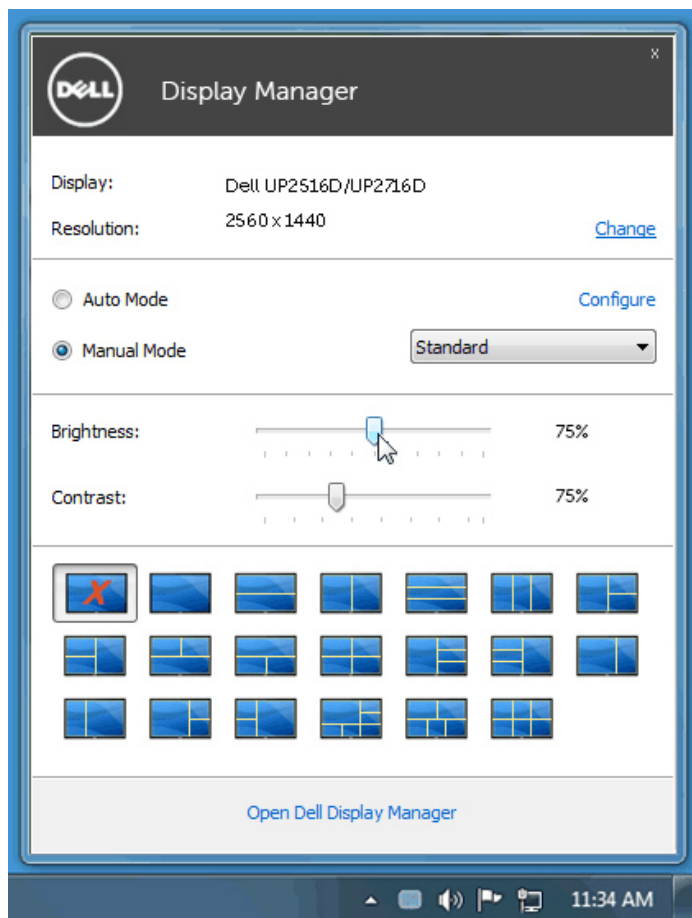 x
DELL
Display Manager
Display: Dell UP2516D/UP2716D
Resolution: 2560 x 1440 Change
Auto Mode Configure
Manual Mode Standard
Brightness: 75%
Contrast: 75%
Open Dell Display Manager
11:34 AM